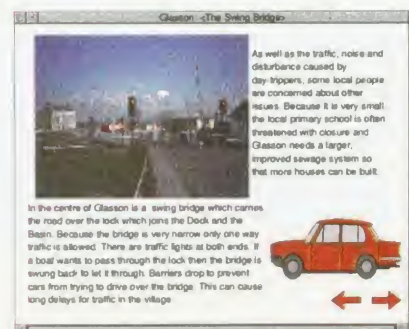 Glasson: <The Swing Bridge>
As well as the traffic, noise and
disturbance caused by
day-trippers, some local people
are concerned about other
issues. Because it is very small
the local primary school is often
threatened with closure and
Glasson needs a larger,
improved sewage system so
that more houses can be built.
In the centre of Glasson is a swing bridge which carries
the road over the lock which joins the Dock and the
Basin. Because the bridge is very narrow only one way
traffic is allowed. There are traffic lights at both ends. If
a boat wants to pass through the lock then the bridge is
swung back to let it through. Barriers drop to prevent
cars from trying to drive over the bridge. This can cause
long delays for traffic in the village